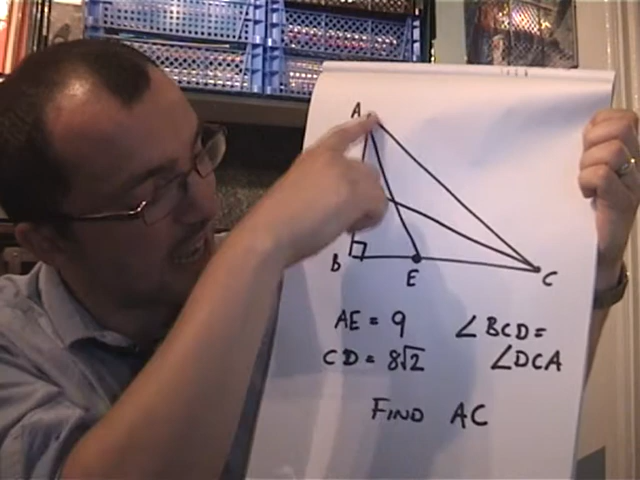 A
B
E
C
AE = 9 ∠BCD =
CD = 8√2 ∠DCA
FIND AC